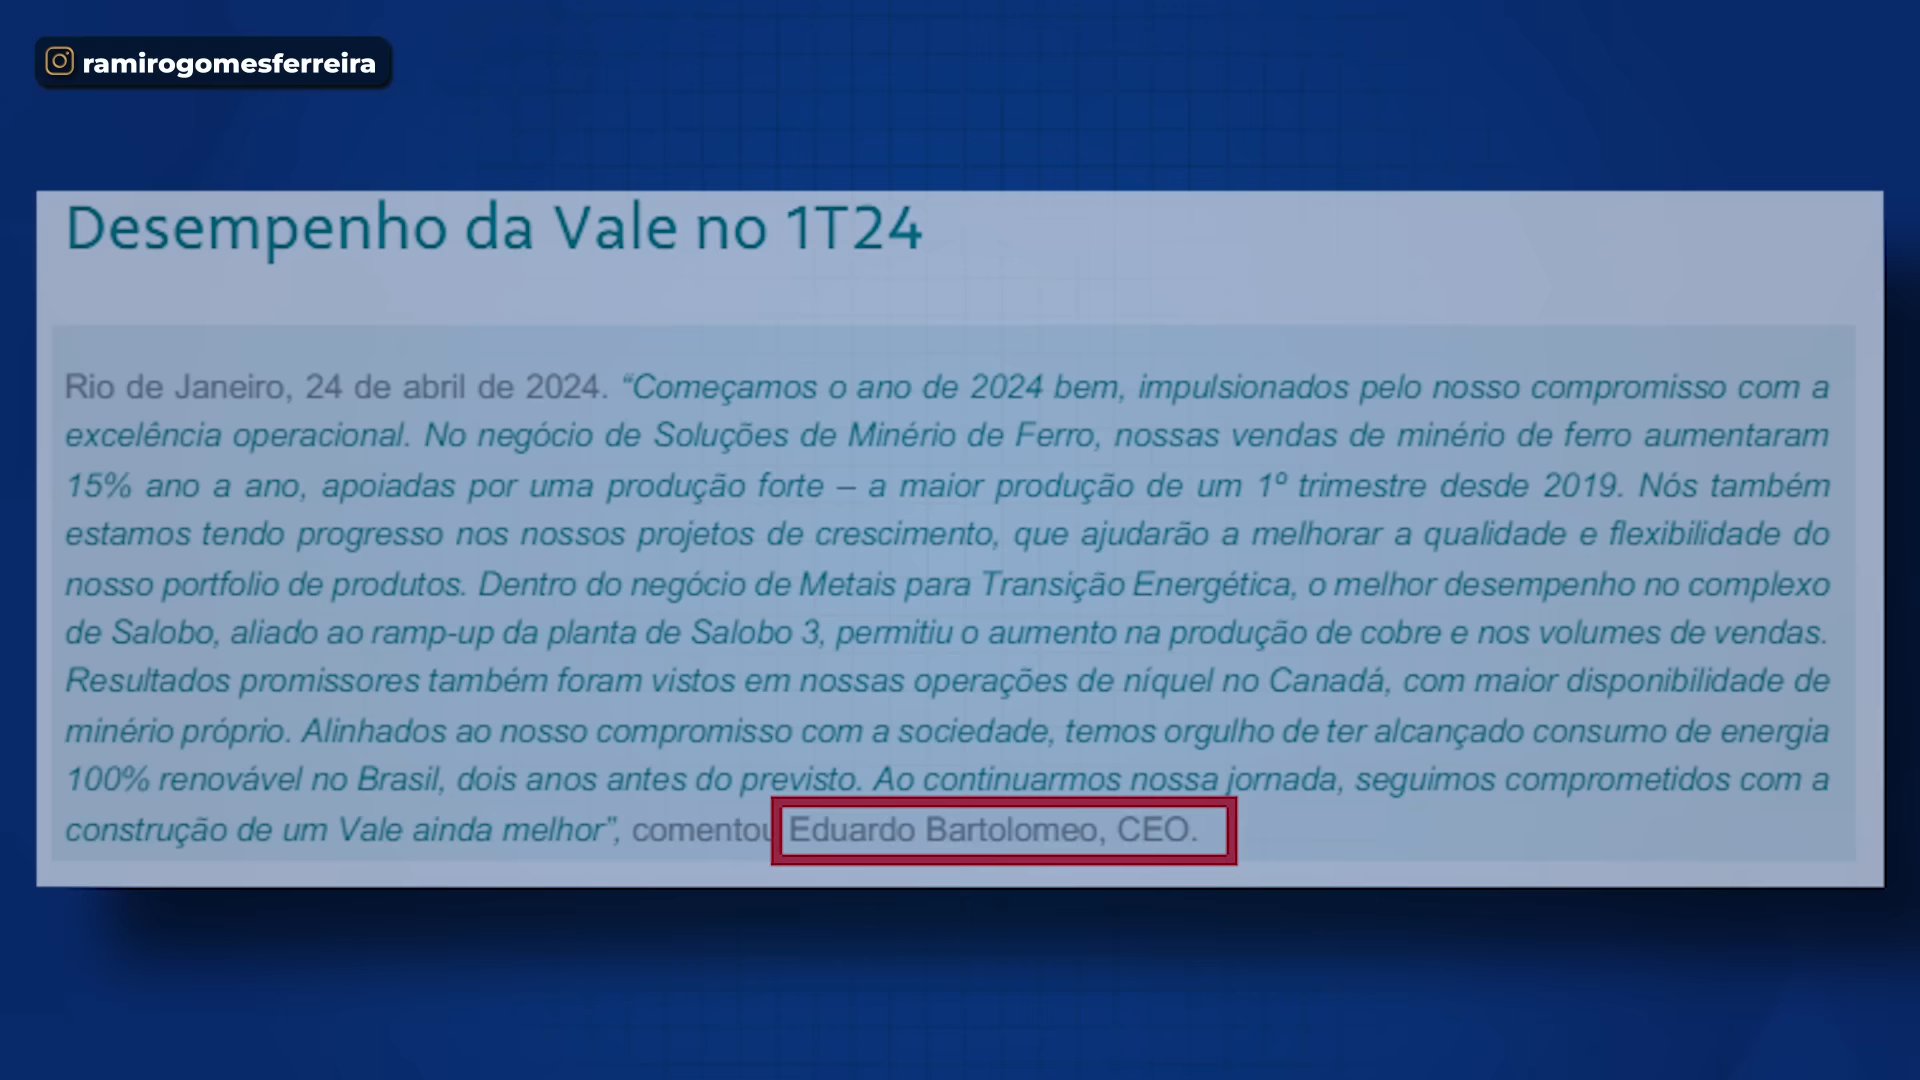 ramirogomesferreira
Desempenho da Vale no 1T24
Rio de Janeiro, 24 de abril de 2024. “Começamos o ano de 2024 bem, impulsionados pelo nosso compromisso com a
excelência operacional. No negócio de Soluções de Minério de Ferro, nossas vendas de minério de ferro aumentaram
15% ano a ano, apoiadas por uma produção forte – a maior produção de um 1º trimestre desde 2019. Nós também
estamos tendo progresso nos nossos projetos de crescimento, que ajudarão a melhorar a qualidade e flexibilidade do
nosso portfolio de produtos. Dentro do negócio de Metais para Transição Energética, o melhor desempenho no complexo
de Salobo, aliado ao ramp-up da planta de Salobo 3, permitiu o aumento na produção de cobre e nos volumes de vendas.
Resultados promissores também foram vistos em nossas operações de níquel no Canadá, com maior disponibilidade de
minério próprio. Alinhados ao nosso compromisso com a sociedade, temos orgulho de ter alcançado consumo de energia
100% renovável no Brasil, dois anos antes do previsto. Ao continuarmos nossa jornada, seguimos comprometidos com a
construção de um Vale ainda melhor”, comentou Eduardo Bartolomeo, CEO.